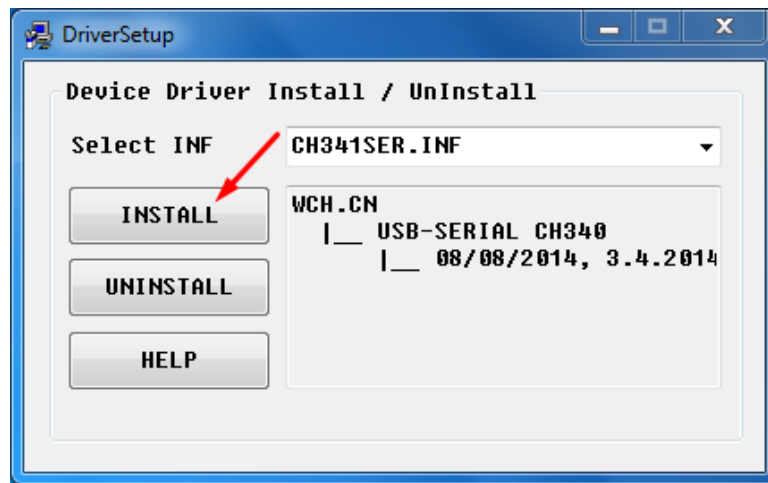 DriverSetup
Device Driver Install / UnInstall
Select INF
CH341SER.INF
INSTALL
UNINSTALL
HELP
WCH.CN
|__ USB-SERIAL CH340
|__ 08/08/2014, 3.4.2014